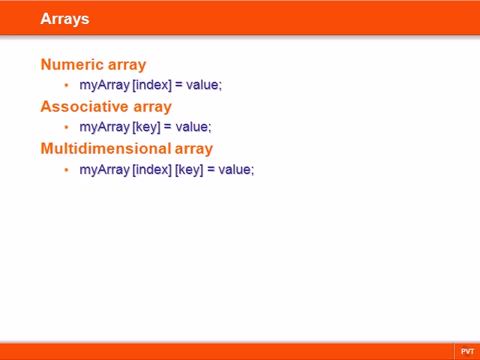 Arrays
Numeric array
• myArray [index] = value;
Associative array
• myArray [key] = value;
Multidimensional array
• myArray [index] [key] = value;
PVT